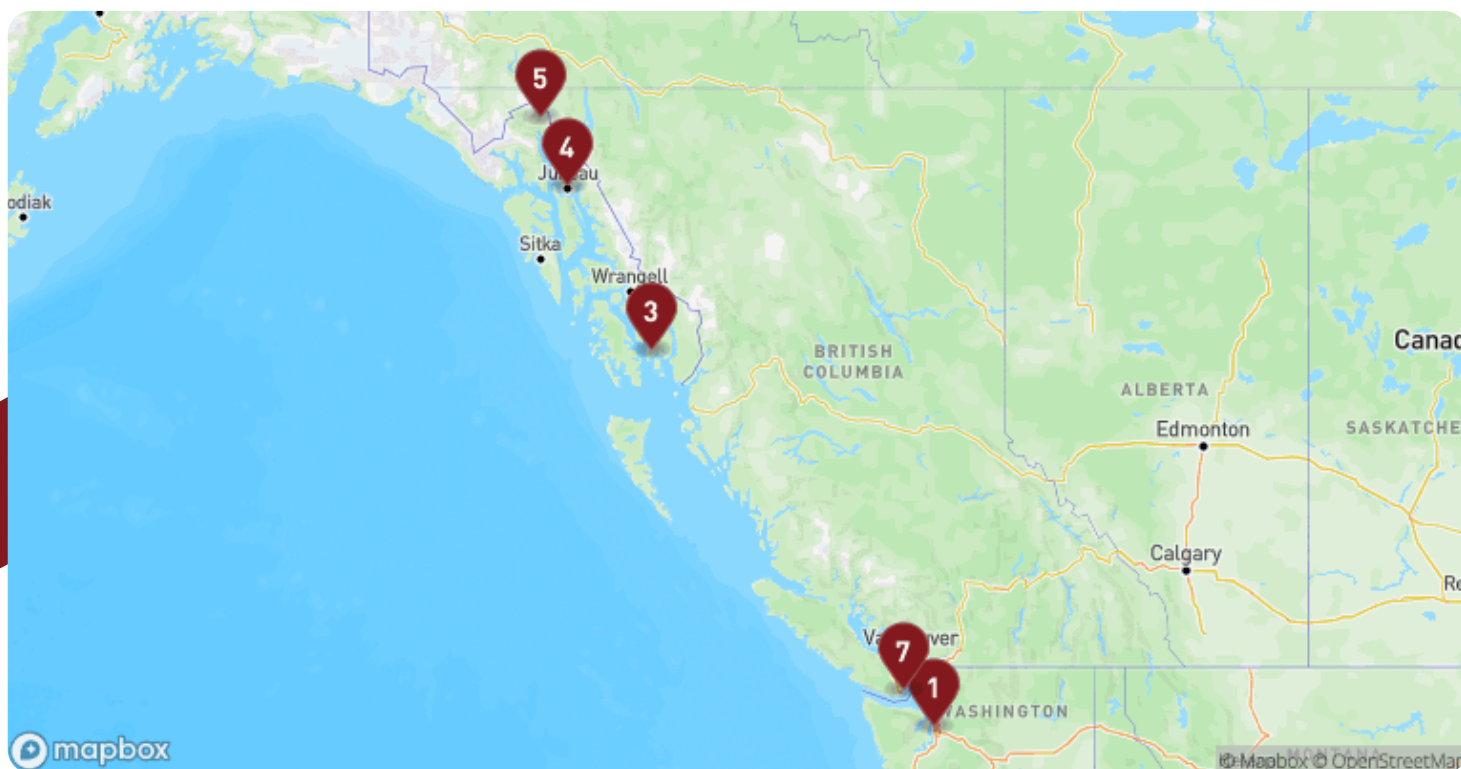 5
4
Juneau
odiak
Sitka
Wrangell
3
BRITISH
COLUMBIA
Canad
ALBERTA
Edmonton
SASKATCHE
Calgary
Re
Vancouver
7
1
WASHINGTON
mapbox
© Mapbox © OpenStreetMap
MONTANA